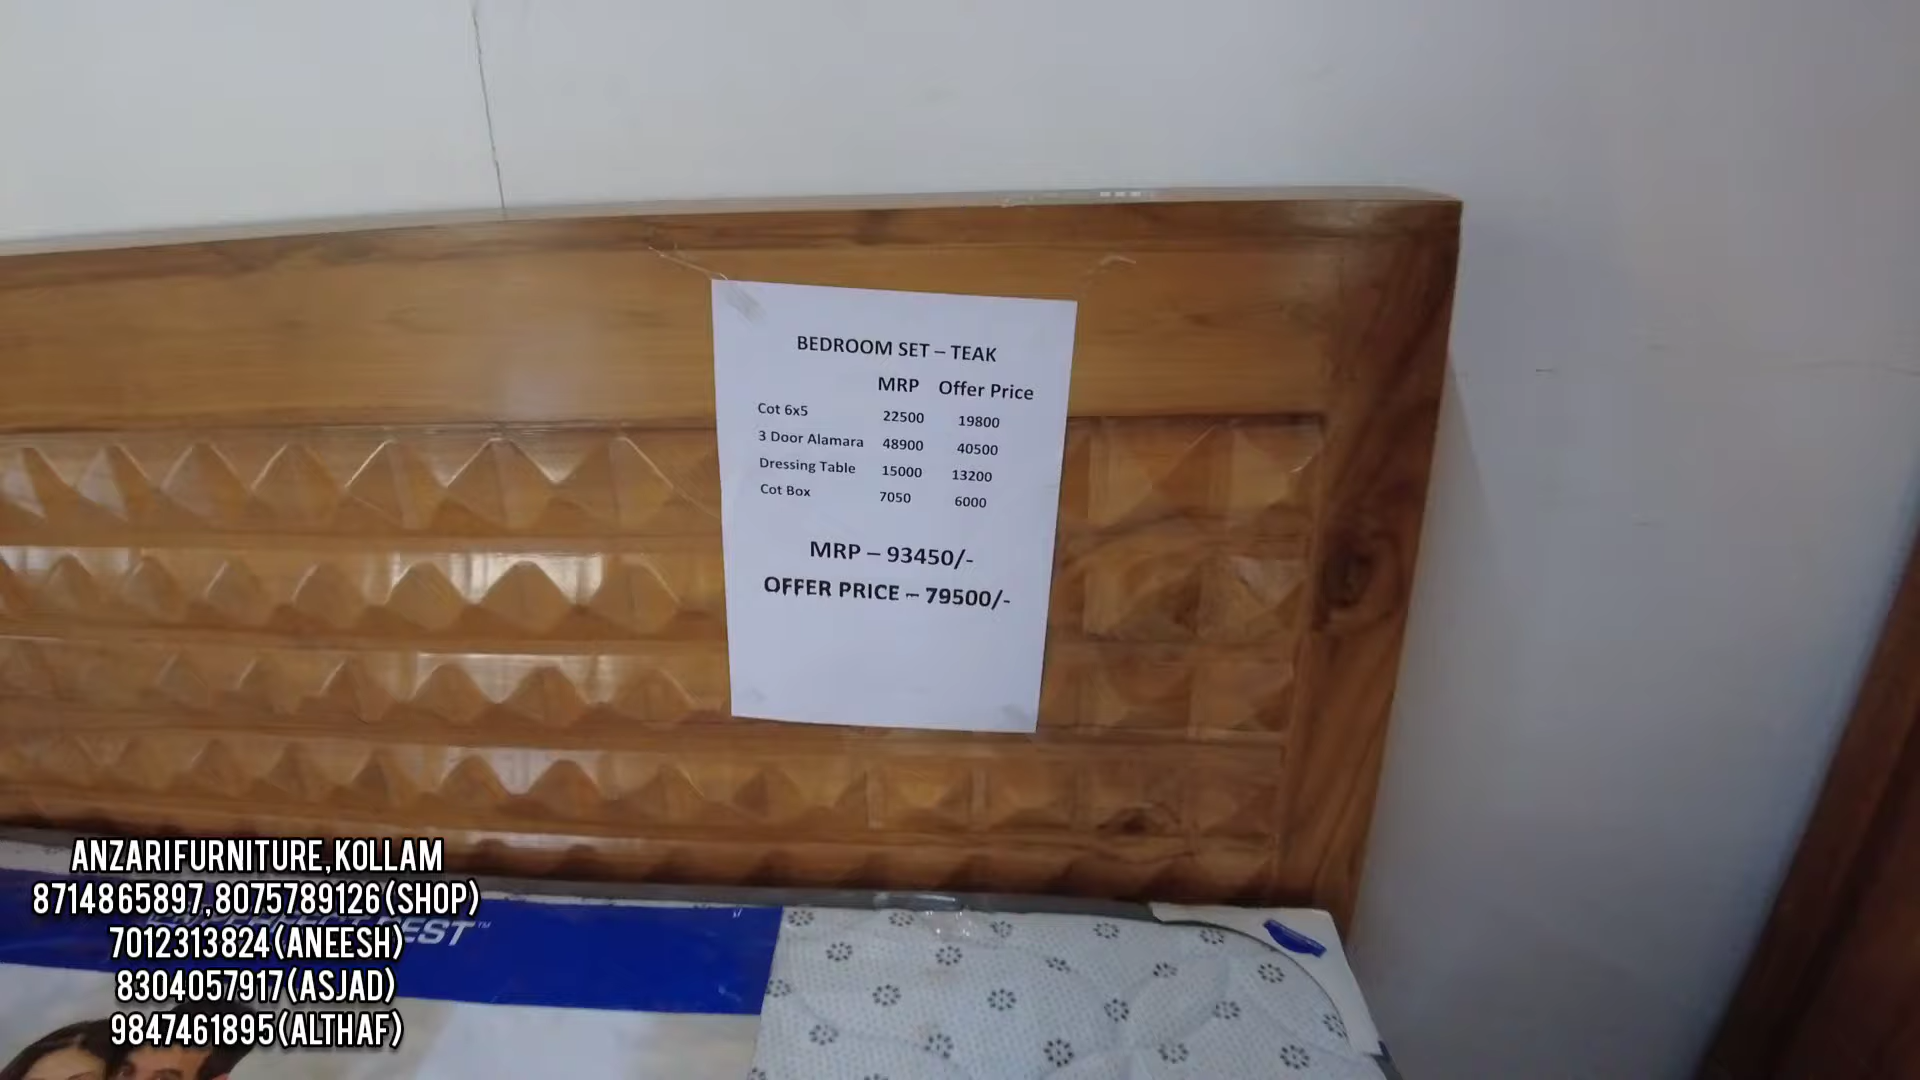 BEDROOM SET – TEAK
MRP Offer Price
Cot 6x5 22500 19800
3 Door Alamara 48900 40500
Dressing Table 15000 13200
Cot Box 7050 6000
MRP – 93450/-
OFFER PRICE – 79500/-
ANZARIFURNITURE,KOLLAM
8714865897,8075789126(SHOP)
7012313824(ANEESH)
8304057917(ASJAD)
9847461895(ALTHAF)